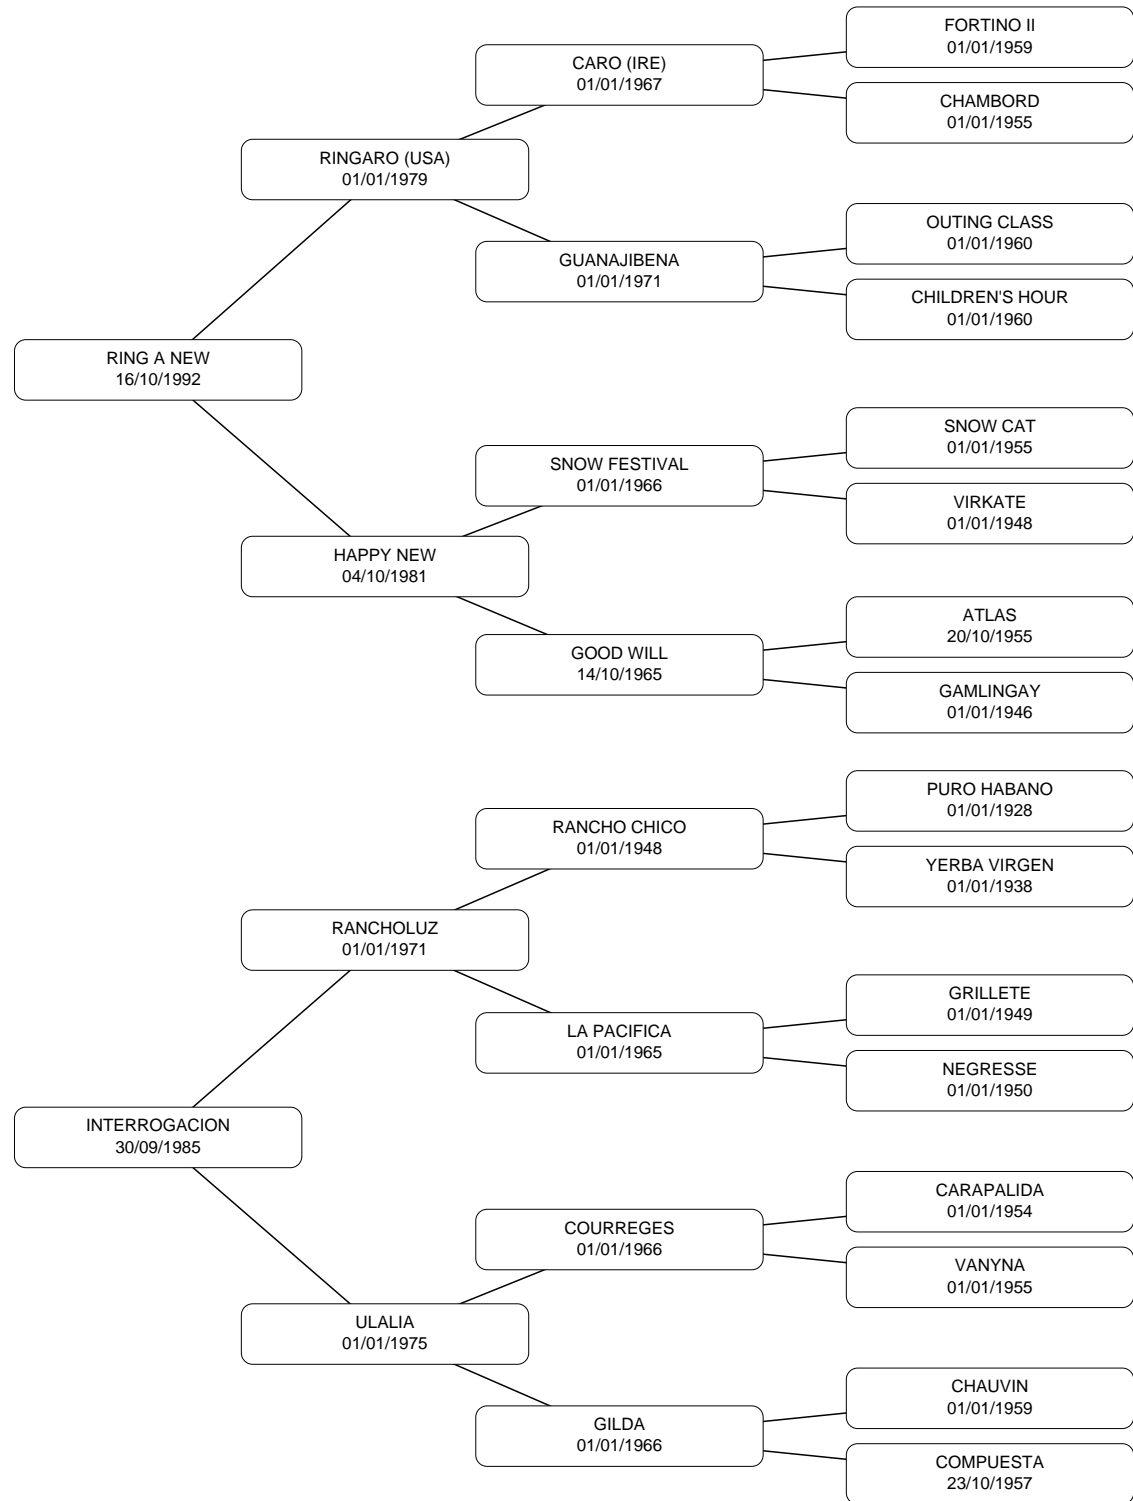 FORTINO II
01/01/1959
CARO (IRE)
01/01/1967
CHAMBORD
01/01/1955
RINGARO (USA)
01/01/1979
OUTING CLASS
01/01/1960
GUANAJIBENA
01/01/1971
CHILDREN'S HOUR
01/01/1960
RING A NEW
16/10/1992
SNOW CAT
01/01/1955
SNOW FESTIVAL
01/01/1966
VIRKATE
01/01/1948
HAPPY NEW
04/10/1981
ATLAS
20/10/1955
GOOD WILL
14/10/1965
GAMLINGAY
01/01/1946
PURO HABANO
01/01/1928
RANCHO CHICO
01/01/1948
YERBA VIRGEN
01/01/1938
RANCHOLUZ
01/01/1971
GRILLETE
01/01/1949
LA PACIFICA
01/01/1965
NEGRESSE
01/01/1950
INTERROGACION
30/09/1985
CARAPALIDA
01/01/1954
COURREGES
01/01/1966
VANYNA
01/01/1955
ULALIA
01/01/1975
CHAUVIN
01/01/1959
GILDA
01/01/1966
COMPUESTA
23/10/1957